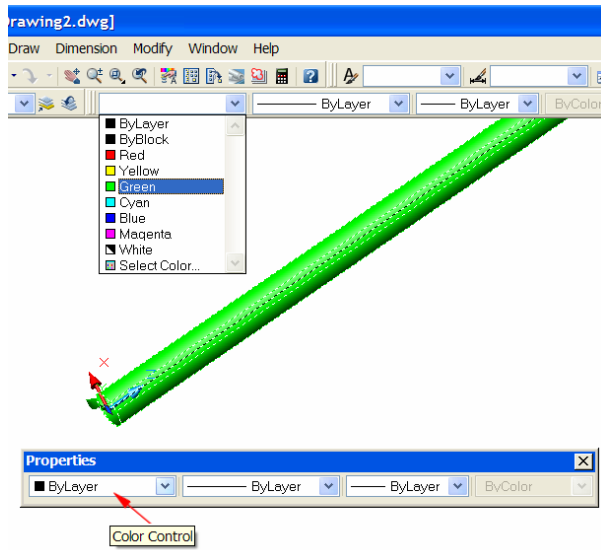 Drawing2.dwg]
Draw Dimension Modify Window Help
ByLayer ByLayer ByColor
ByLayer
ByBlock
Red
Yellow
Green
Cyan
Blue
Magenta
White
Select Color...
X
Properties
ByLayer ByLayer ByLayer ByColor
Color Control